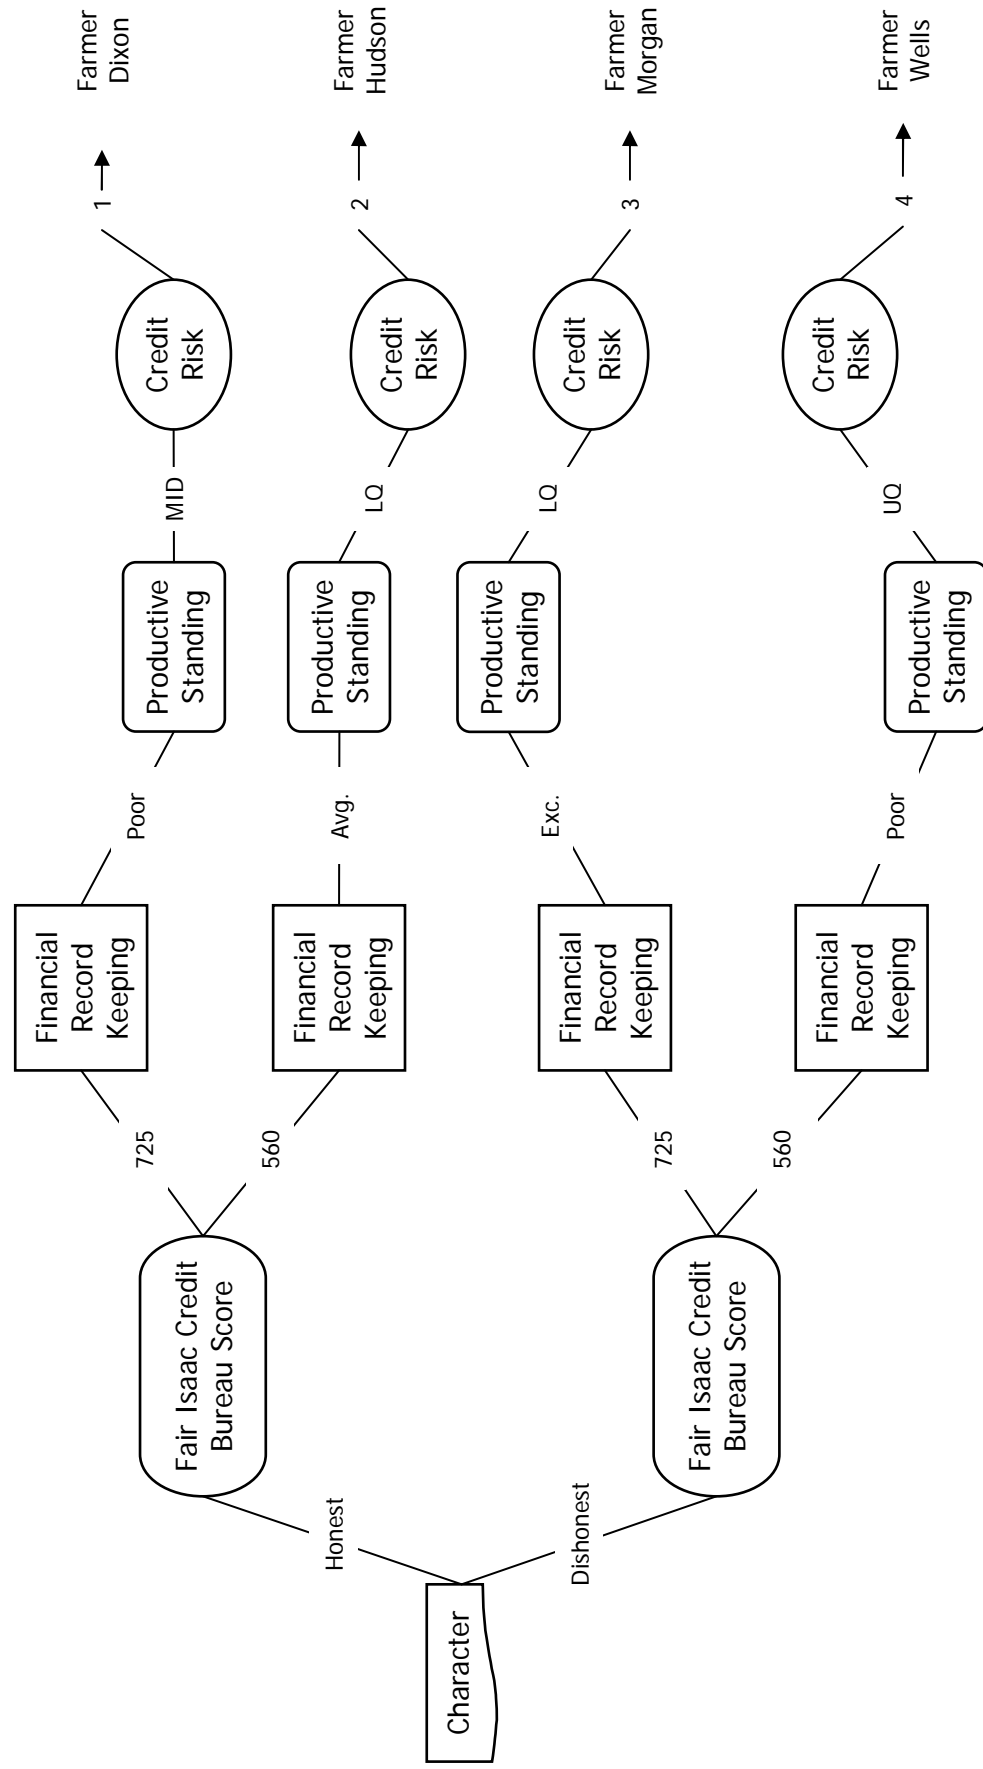 Character
Honest
Dishonest
Fair Isaac Credit
Bureau Score
Fair Isaac Credit
Bureau Score
725
560
725
560
Financial
Record
Keeping
Financial
Record
Keeping
Financial
Record
Keeping
Financial
Record
Keeping
Poor
Avg.
Exc.
Poor
Productive
Standing
Productive
Standing
Productive
Standing
Productive
Standing
MID
LQ
LQ
UQ
Credit
Risk
Credit
Risk
Credit
Risk
Credit
Risk
1
2
3
4
Farmer
Dixon
Farmer
Hudson
Farmer
Morgan
Farmer
Wells